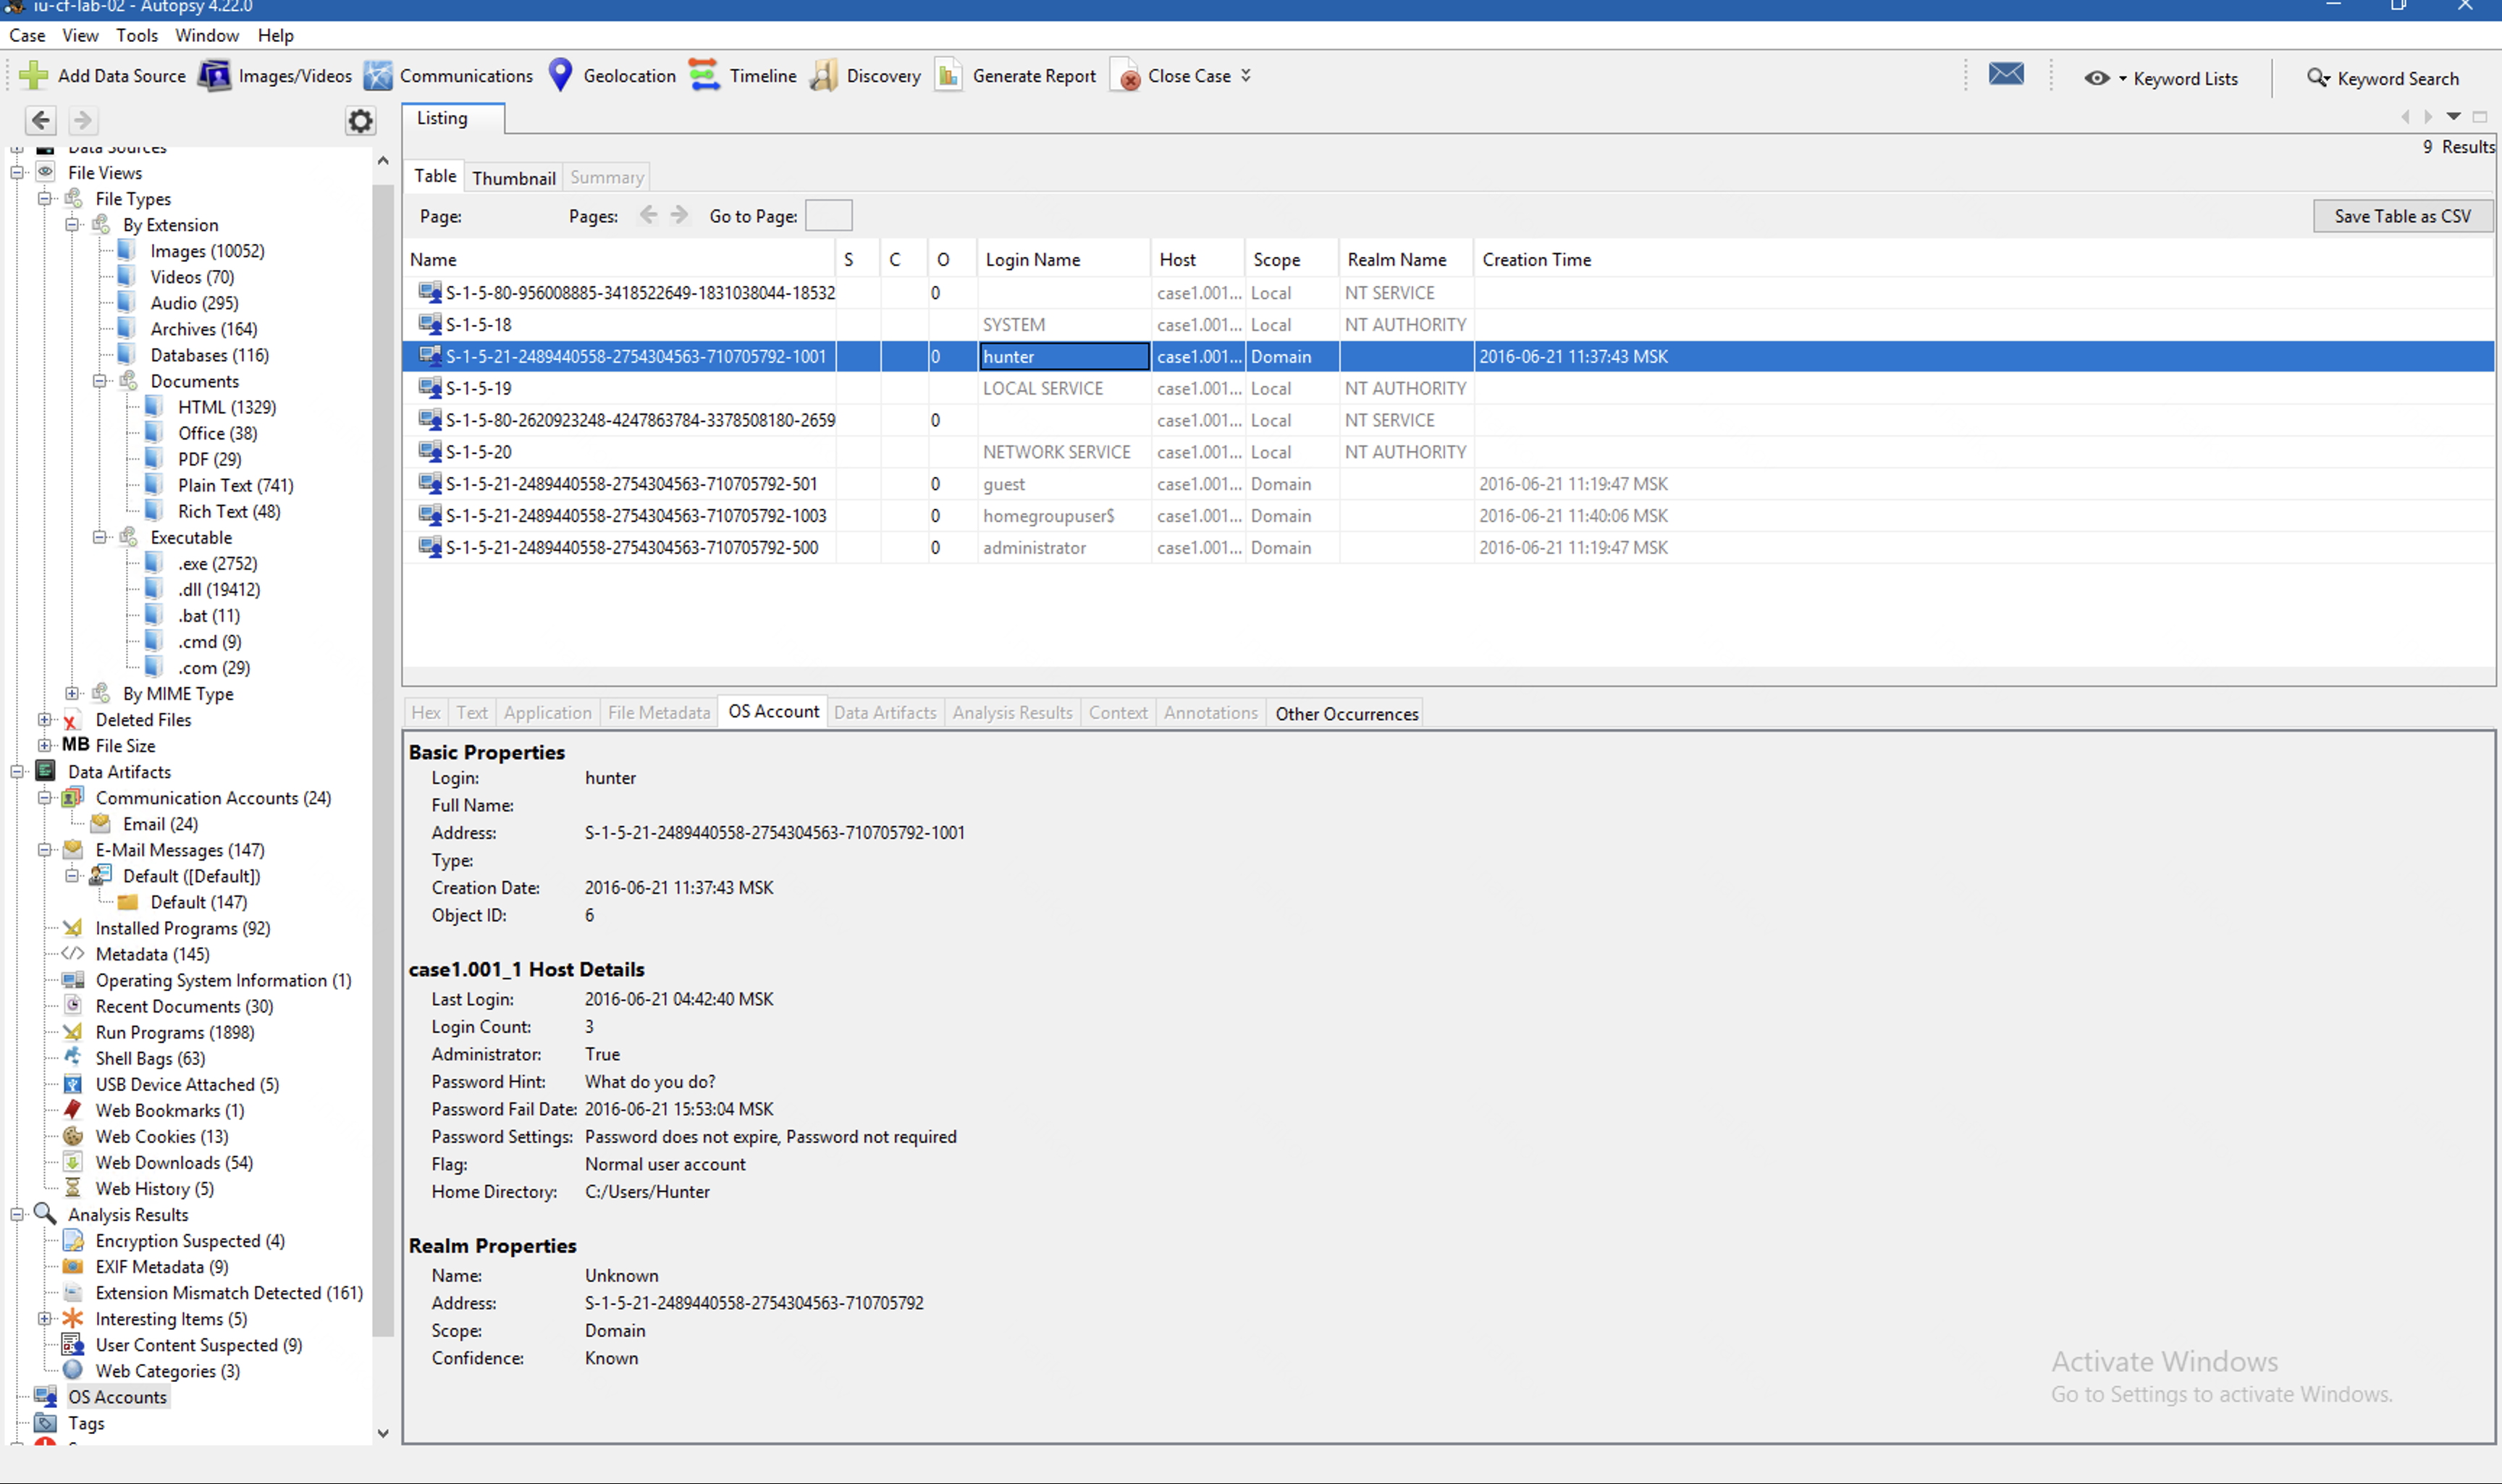 iu-cf-lab-02 - Autopsy 4.22.0
Case View Tools Window Help
Add Data Source Images/Videos Communications Geolocation Timeline Discovery Generate Report Close Case Keyword Lists Keyword Search
Listing
9 Results
Table Thumbnail Summary
Page: Pages: Go to Page: Save Table as CSV
Name S C O Login Name Host Scope Realm Name Creation Time
S-1-5-80-956008885-3418522649-1831038044-18532 0 case1.001... Local NT SERVICE
S-1-5-18 SYSTEM case1.001... Local NT AUTHORITY
S-1-5-21-2489440558-2754304563-710705792-1001 0 hunter case1.001... Domain 2016-06-21 11:37:43 MSK
S-1-5-19 LOCAL SERVICE case1.001... Local NT AUTHORITY
S-1-5-80-2620923248-4247863784-3378508180-2659 0 case1.001... Local NT SERVICE
S-1-5-20 NETWORK SERVICE case1.001... Local NT AUTHORITY
S-1-5-21-2489440558-2754304563-710705792-501 0 guest case1.001... Domain 2016-06-21 11:19:47 MSK
S-1-5-21-2489440558-2754304563-710705792-1003 0 homegroupuser$ case1.001... Domain 2016-06-21 11:40:06 MSK
S-1-5-21-2489440558-2754304563-710705792-500 0 administrator case1.001... Domain 2016-06-21 11:19:47 MSK
Data Sources
File Views
File Types
By Extension
Images (10052)
Videos (70)
Audio (295)
Archives (164)
Databases (116)
Documents
HTML (1329)
Office (38)
PDF (29)
Plain Text (741)
Rich Text (48)
Executable
.exe (2752)
.dll (19412)
.bat (11)
.cmd (9)
.com (29)
By MIME Type
Deleted Files
MB File Size
Data Artifacts
Communication Accounts (24)
Email (24)
E-Mail Messages (147)
Default ([Default])
Default (147)
Installed Programs (92)
Metadata (145)
Operating System Information (1)
Recent Documents (30)
Run Programs (1898)
Shell Bags (63)
USB Device Attached (5)
Web Bookmarks (1)
Web Cookies (13)
Web Downloads (54)
Web History (5)
Analysis Results
Encryption Suspected (4)
EXIF Metadata (9)
Extension Mismatch Detected (161)
Interesting Items (5)
User Content Suspected (9)
Web Categories (3)
OS Accounts
Tags
Hex Text Application File Metadata OS Account Data Artifacts Analysis Results Context Annotations Other Occurrences
Basic Properties
Login: hunter
Full Name:
Address: S-1-5-21-2489440558-2754304563-710705792-1001
Type:
Creation Date: 2016-06-21 11:37:43 MSK
Object ID: 6
case1.001_1 Host Details
Last Login: 2016-06-21 04:42:40 MSK
Login Count: 3
Administrator: True
Password Hint: What do you do?
Password Fail Date: 2016-06-21 15:53:04 MSK
Password Settings: Password does not expire, Password not required
Flag: Normal user account
Home Directory: C:/Users/Hunter
Realm Properties
Name: Unknown
Address: S-1-5-21-2489440558-2754304563-710705792
Scope: Domain
Confidence: Known
Activate Windows
Go to Settings to activate Windows.